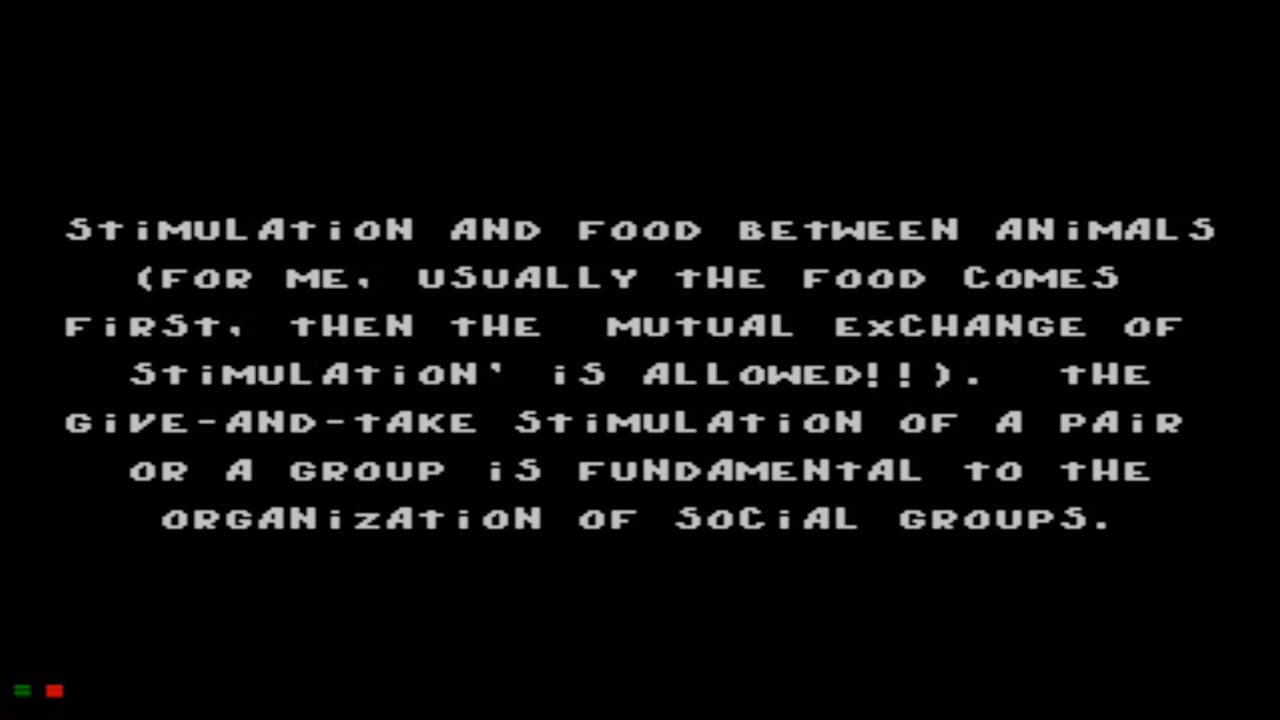 StiMULAtiON AND FOOD BEtWEEN ANiMALS
(FOR ME, USUALLY tHE FOOD COMES
FiRSt, tHEN tHE  MUtUAL ExCHANGE OF
StiMULAtiON' iS ALLOWED!!).  tHE
GiVE-AND-tAKE StiMULAtiON OF A PAiR
OR A GROUP iS FUNDAMENtAL tO tHE
ORGANizAtiON OF SOCiAL GROUPS.